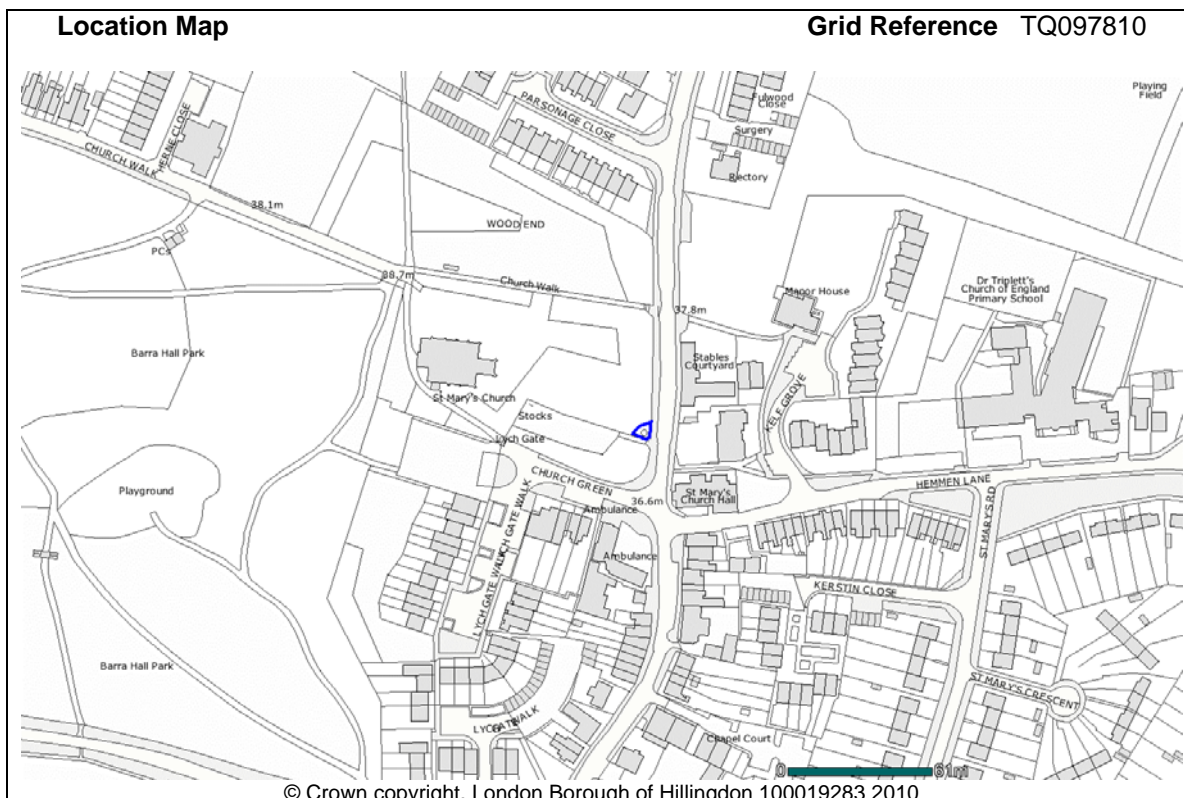 Location Map
Grid Reference TQ097810
Playing
Field
PARSONAGE CLOSE
Fulwood
Close
Surgery
Rectory
HERNE CLOSE
CHURCH WALK
38.1m
WOOD END
PCs
38.7m
Church Walk
37.8m
Manor House
Dr Triplett's
Church of England
Primary School
Barra Hall Park
Stables
Courtyard
St Mary's Church
KELF GROVE
Stocks
Lych Gate
CHURCH GREEN
Playground
36.6m
St Mary's
Church Hall
HEMMEN LANE
Ambulance
Ambulance
LYCH GATE WALK
LYCH GATE WALK
ST MARY'S RD
KERSTIN CLOSE
Barra Hall Park
ST MARY'S CRESCENT
Chapel Court
0 61m
© Crown copyright. London Borough of Hillingdon 100019283 2010